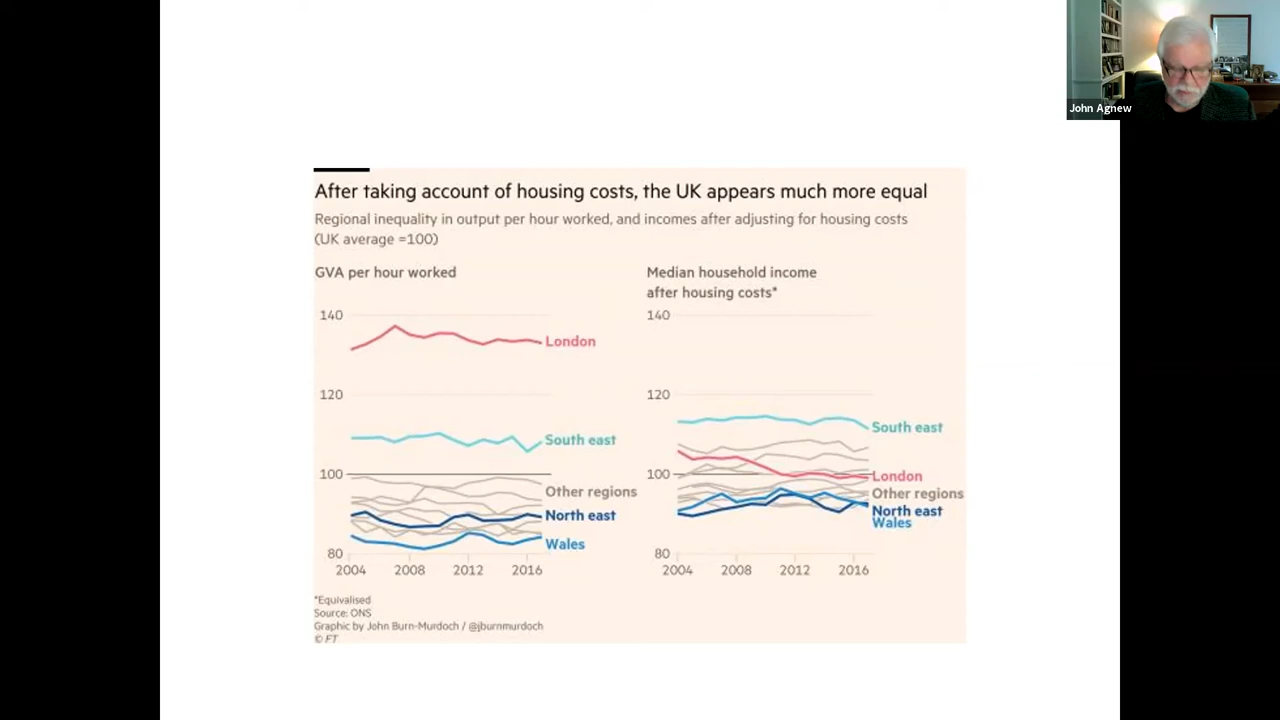 John Agnew
After taking account of housing costs, the UK appears much more equal
Regional inequality in output per hour worked, and incomes after adjusting for housing costs
(UK average =100)
GVA per hour worked
140
120
100
80
London
South east
Other regions
North east
Wales
2004 2008 2012 2016
Median household income
after housing costs*
140
120
100
80
South east
London
Other regions
North east
Wales
2004 2008 2012 2016
*Equivalised
Source: ONS
Graphic by John Burn-Murdoch / @jburnmurdoch
© FT